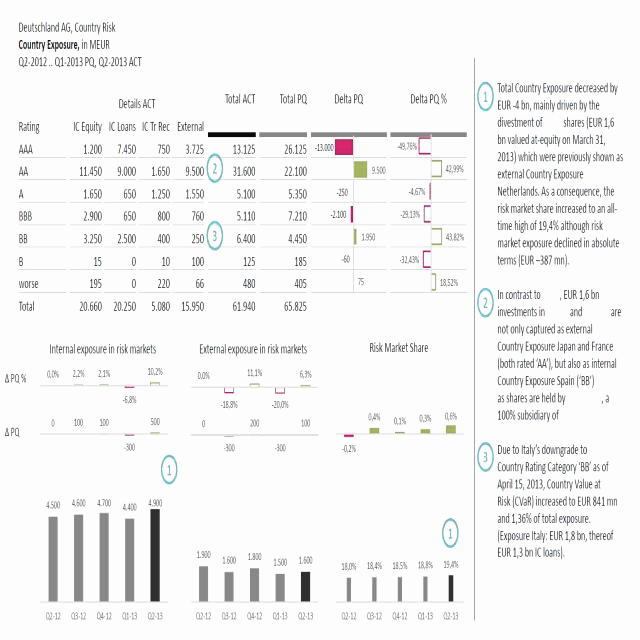 Deutschland AG, Country Risk
Country Exposure, in MEUR
Q2-2012 .. Q1-2013 PQ, Q2-2013 ACT
Details ACT Total ACT Total PQ Delta PQ Delta PQ %
Rating IC Equity IC Loans IC Tr Rec External
AAA 1.200 7.450 750 3.725 13.125 26.125 -13.000 -49,76%
AA 11.450 9.000 1.650 9.500 2 31.600 22.100 9.500 42,99%
A 1.650 650 1.250 1.550 5.100 5.350 -250 -4,67%
BBB 2.900 650 800 760 5.110 7.210 -2.100 -29,13%
BB 3.250 2.500 400 250 3 6.400 4.450 1.950 43,82%
B 15 0 10 100 125 185 -60 -32,43%
worse 195 0 220 66 480 405 75 18,52%
Total 20.660 20.250 5.080 15.950 61.940 65.825
Internal exposure in risk markets
Δ PQ % 0,0% 2,2% 2,1% -6,8% 10,2%
Δ PQ 0 100 100 -300 500
1
4.500 4.600 4.700 4.400 4.900
Q2-12 Q3-12 Q4-12 Q1-13 Q2-13
External exposure in risk markets
0,0% -18,8% 11,1% -20,0% 6,3%
0 -300 200 -300 100
1.900 1.600 1.800 1.500 1.600
Q2-12 Q3-12 Q4-12 Q1-13 Q2-13
Risk Market Share
-0,2% 0,4% 0,1% 0,3% 0,6%
1
18,0% 18,4% 18,5% 18,8% 19,4%
Q2-12 Q3-12 Q4-12 Q1-13 Q2-13
1 Total Country Exposure decreased by
EUR -4 bn, mainly driven by the
divestment of shares (EUR 1,6
bn valued at-equity on March 31,
2013) which were previously shown as
external Country Exposure
Netherlands. As a consequence, the
risk market share increased to an all-
time high of 19,4% although risk
market exposure declined in absolute
terms (EUR –387 mn).
2 In contrast to , EUR 1,6 bn
investments in and are
not only captured as external
Country Exposure Japan and France
(both rated 'AA'), but also as internal
Country Exposure Spain ('BB')
as shares are held by , a
100% subsidiary of
3 Due to Italy's downgrade to
Country Rating Category 'BB' as of
April 15, 2013, Country Value at
Risk (CVaR) increased to EUR 841 mn
and 1,36% of total exposure.
(Exposure Italy: EUR 1,8 bn, thereof
EUR 1,3 bn IC loans).